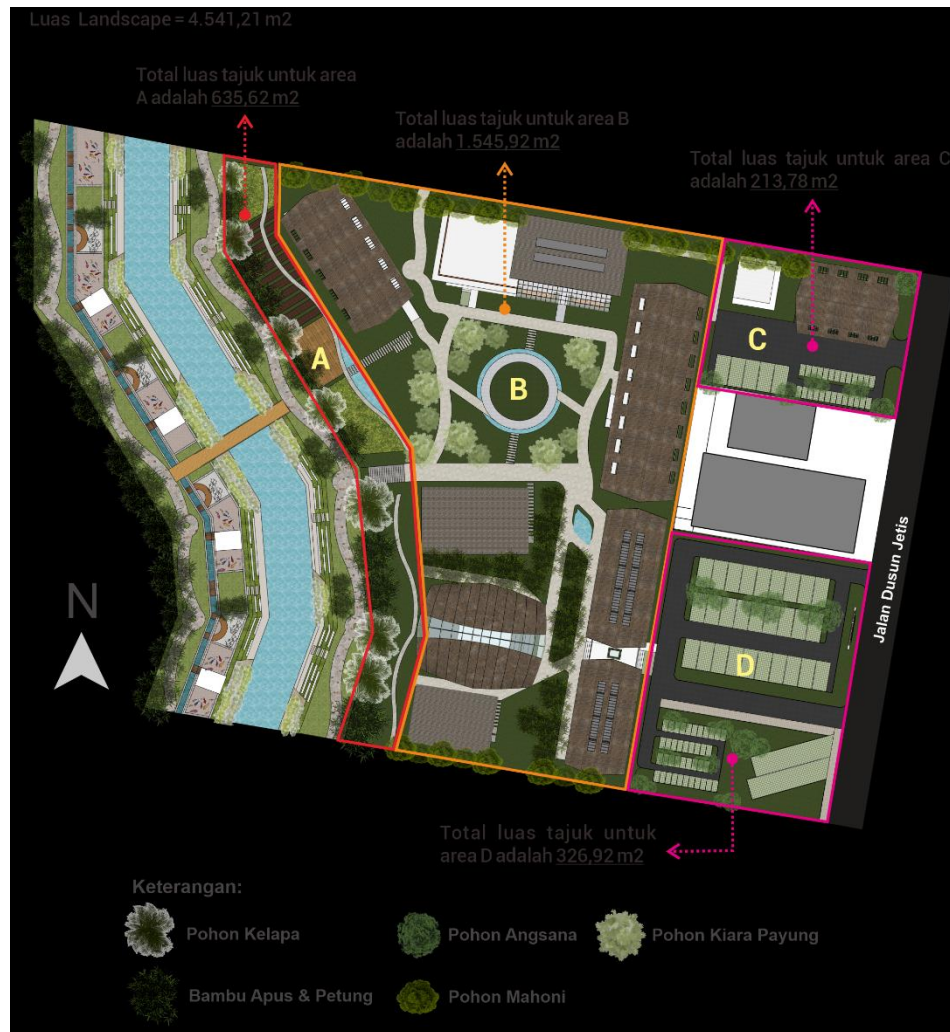 Luas Landscape = 4.541,21 m2
Total luas tajuk untuk area
A adalah 635,62 m2
Total luas tajuk untuk area B
adalah 1.545,92 m2
Total luas tajuk untuk area C
adalah 213,78 m2
C
A
B
Jalan Dusun Jetis
N
D
Total luas tajuk untuk
area D adalah 326,92 m2
Keterangan:
Pohon Kelapa
Pohon Angsana
Pohon Kiara Payung
Bambu Apus & Petung
Pohon Mahoni